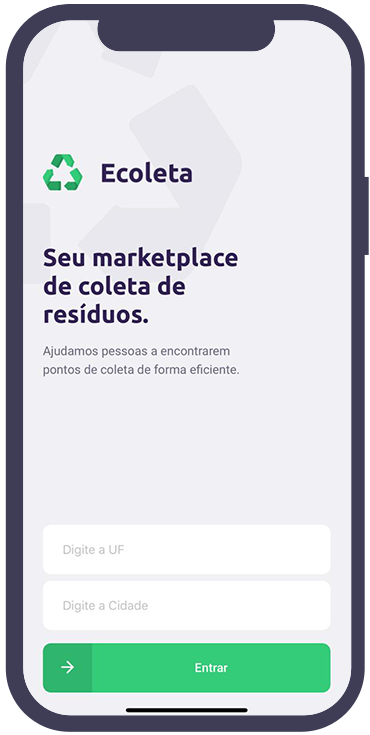 Ecoleta
Seu marketplace
de coleta de
resíduos.
Ajudamos pessoas a encontrarem
pontos de coleta de forma eficiente.
Digite a UF
Digite a Cidade
Entrar